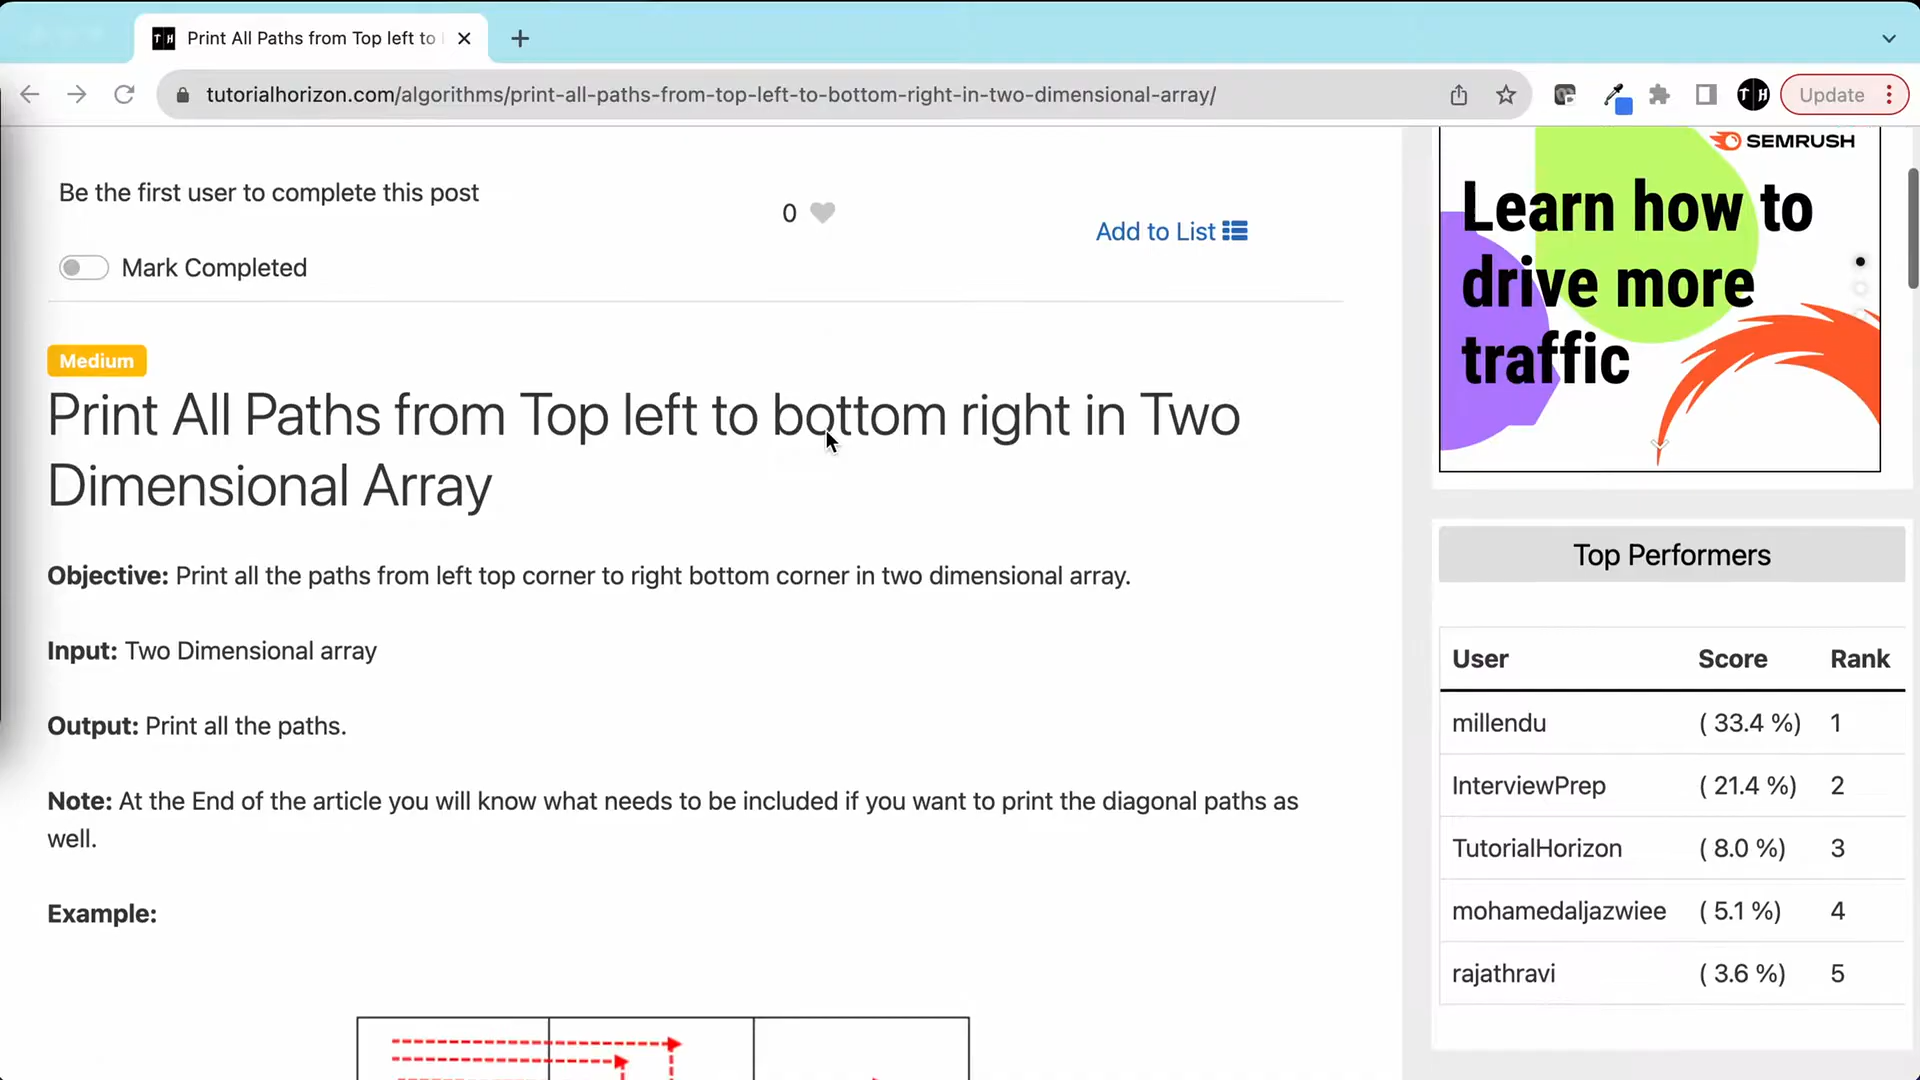 TH Print All Paths from Top left to
tutorialhorizon.com/algorithms/print-all-paths-from-top-left-to-bottom-right-in-two-dimensional-array/
TH
Update
Be the first user to complete this post
0
Add to List
Mark Completed
Medium
Print All Paths from Top left to bottom right in Two
Dimensional Array
Objective: Print all the paths from left top corner to right bottom corner in two dimensional array.
Input: Two Dimensional array
Output: Print all the paths.
Note: At the End of the article you will know what needs to be included if you want to print the diagonal paths as
well.
Example:
SEMRUSH
Learn how to
drive more
traffic
Top Performers
User Score Rank
millendu ( 33.4 %) 1
InterviewPrep ( 21.4 %) 2
TutorialHorizon ( 8.0 %) 3
mohamedaljazwiee ( 5.1 %) 4
rajathravi ( 3.6 %) 5